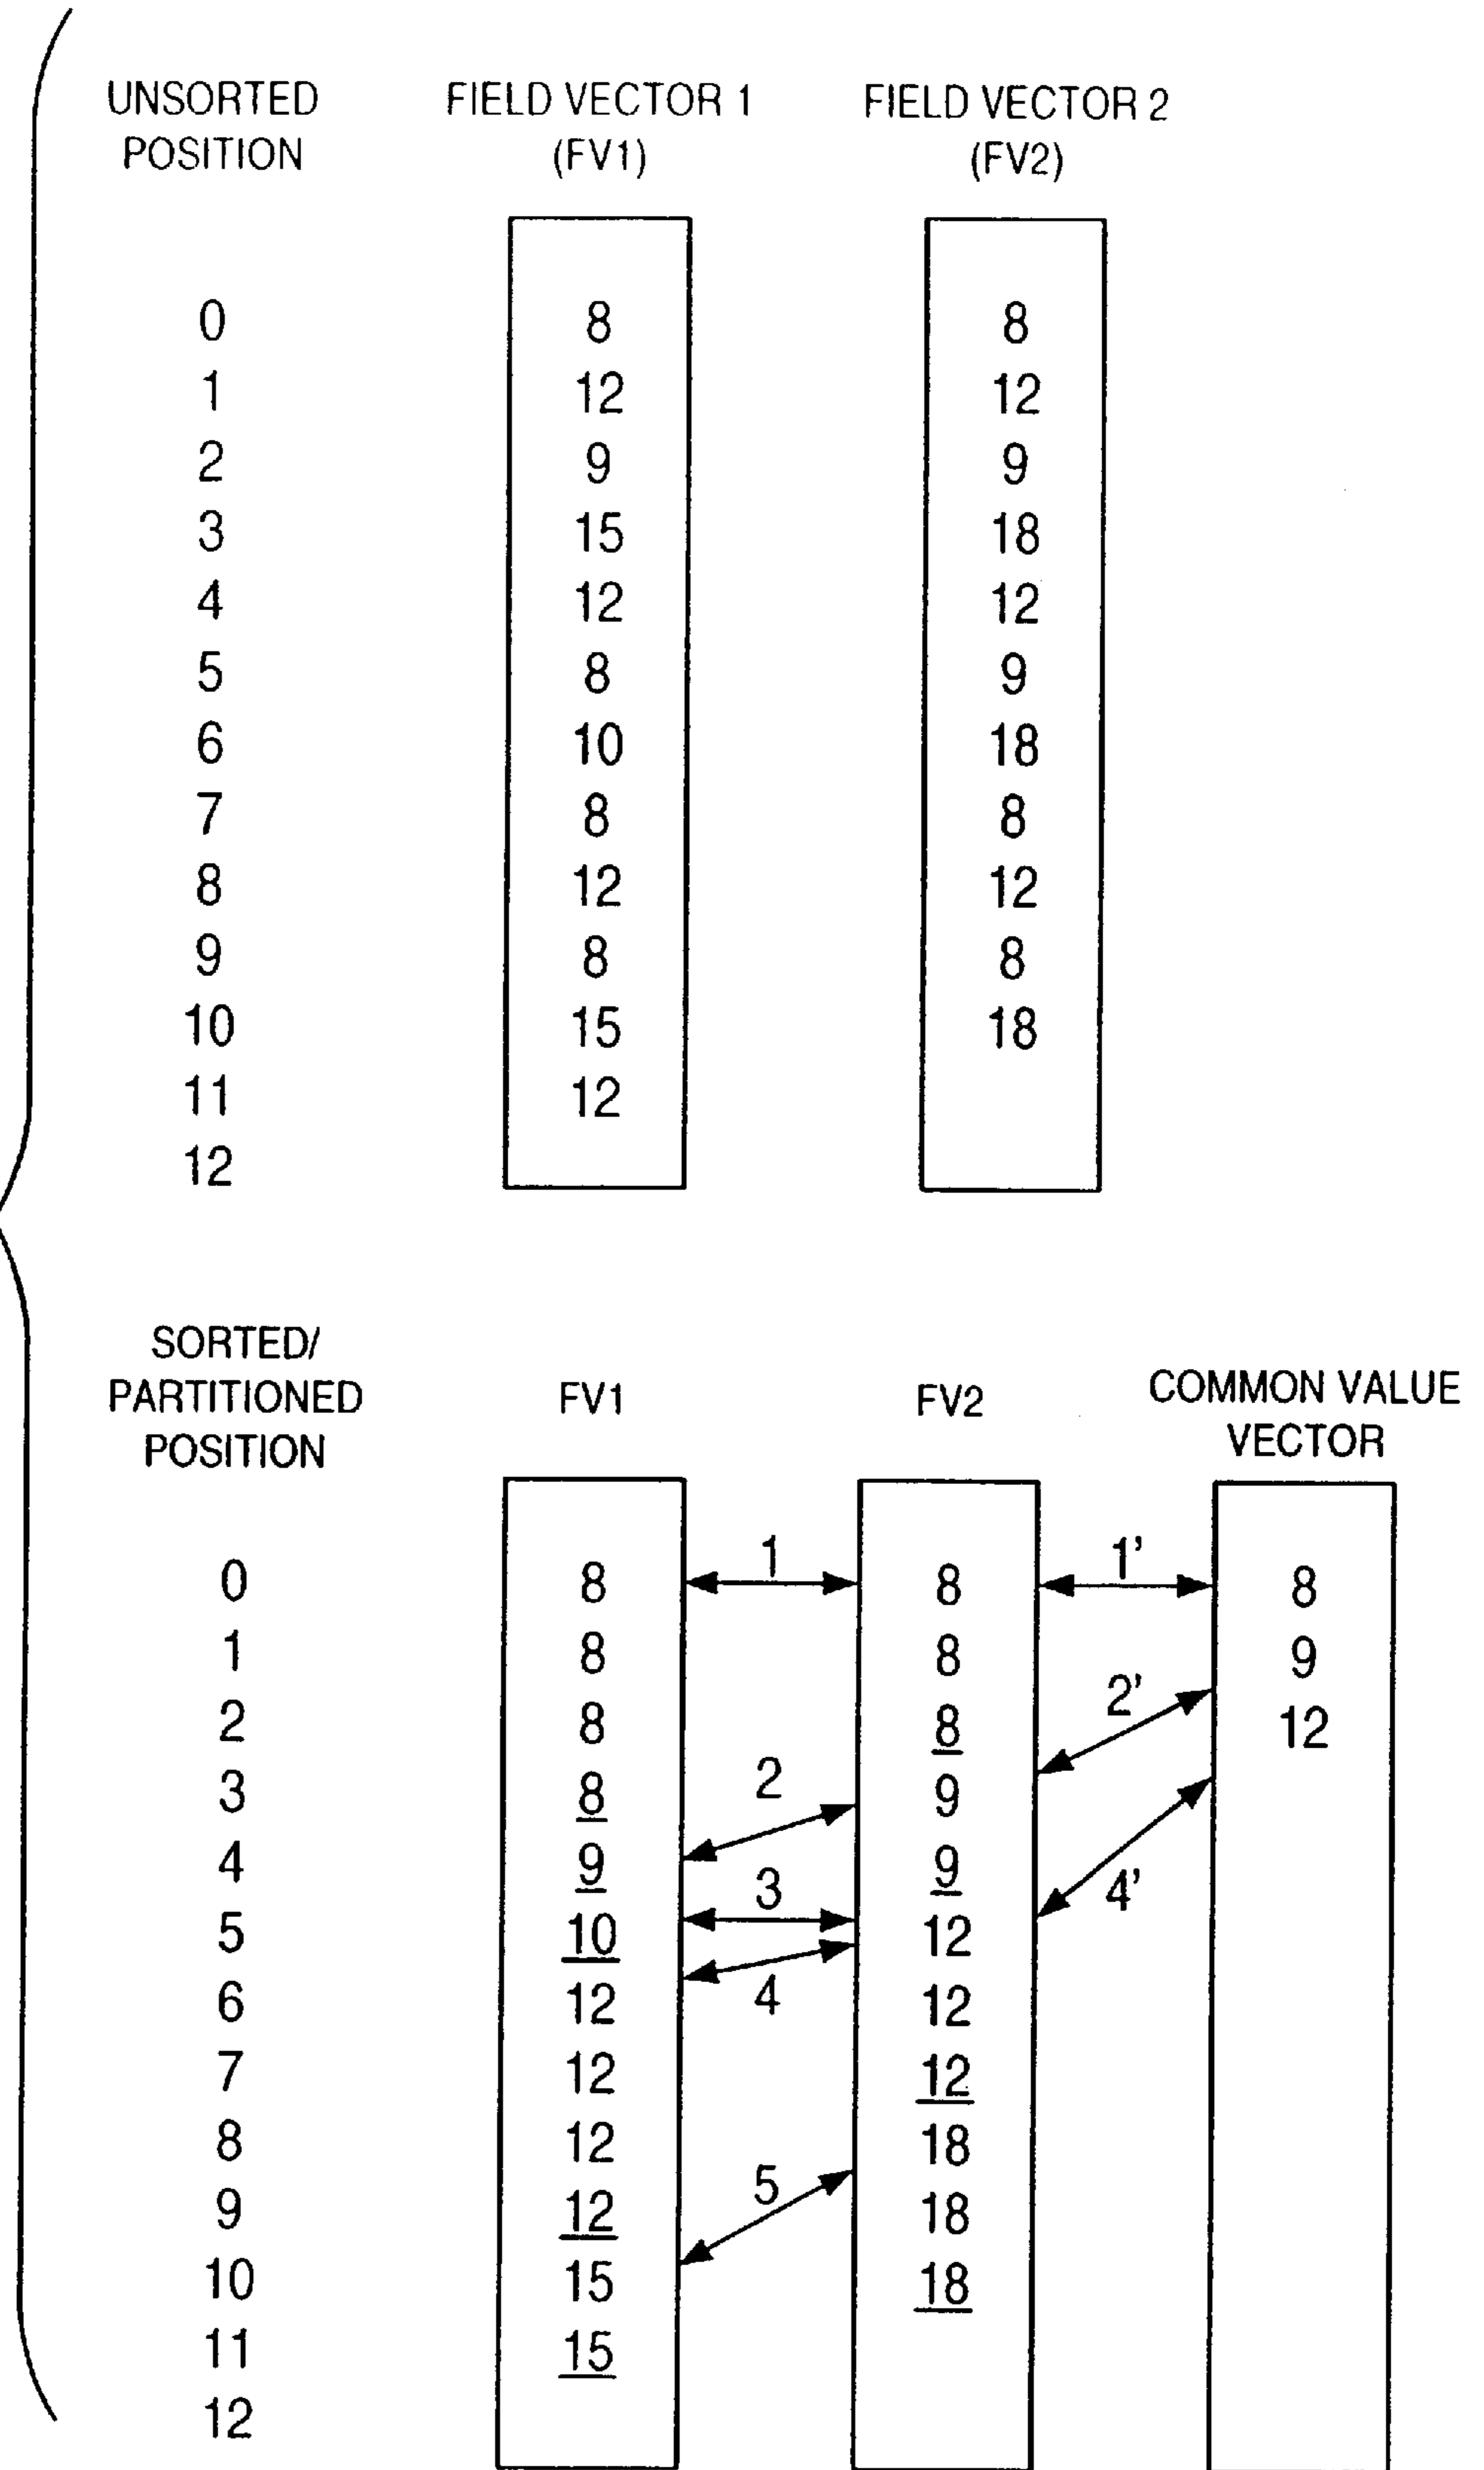 UNSORTED FIELD VECTOR 1 FIELD VECTOR 2
POSITION (FV1) (FV2)
0 8 8
1 12 12
2 9 9
3 15 18
4 12 12
5 8 9
6 10 18
7 8 8
8 12 12
9 8 8
10 15 18
11 12
12
SORTED/
PARTITIONED FV1 FV2 COMMON VALUE
POSITION VECTOR
1 1'
0 8 8 8
1 8 8 9
2 8 8 2' 12
3 8 2 9
4 9 9
3 4'
5 10 12
6 12 4 12
7 12 12
8 12 18
9 12 5 18
10 15 18
11 15
12